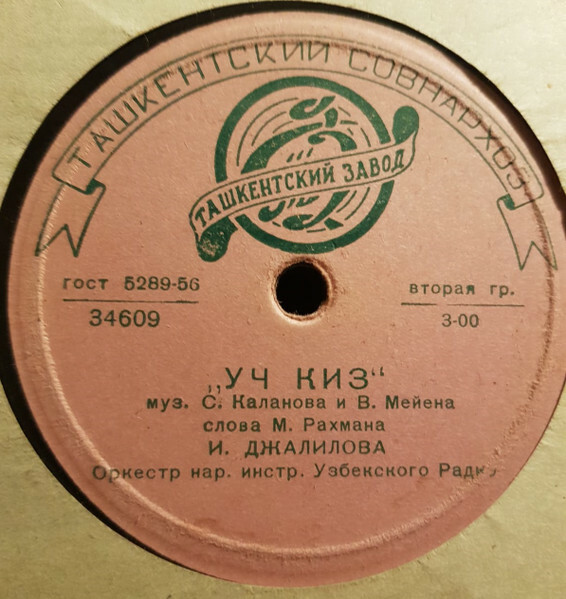 ТАШКЕНТСКИЙ СОВНАРХОЗ
ТАШКЕНТСКИЙ ЗАВОД
гост 5289-56
вторая гр.
34609
3-00
„УЧ КИЗ“
муз. С. Каланова и В. Мейена
слова М. Рахмана
И. ДЖАЛИЛОВА
Оркестр нар. инстр. Узбекского Радио